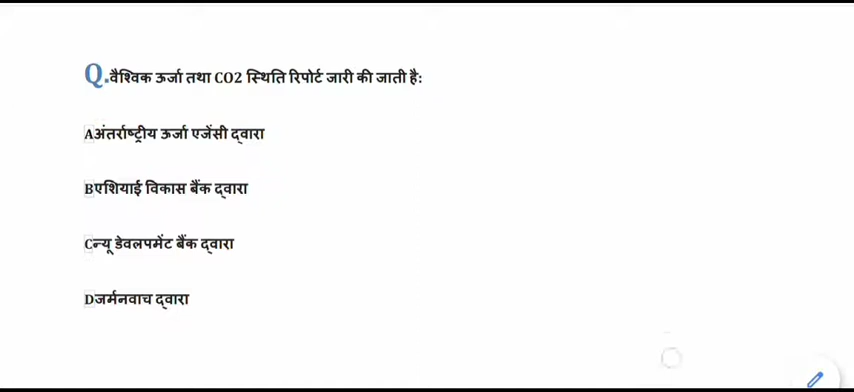 Q.वैश्विक ऊर्जा तथा CO2 स्थिति रिपोर्ट जारी की जाती है:
Aअंतर्राष्ट्रीय ऊर्जा एजेंसी द्वारा
Bएशियाई विकास बैंक द्वारा
Cन्यू डेवलपमेंट बैंक द्वारा
Dजर्मनवाच द्वारा